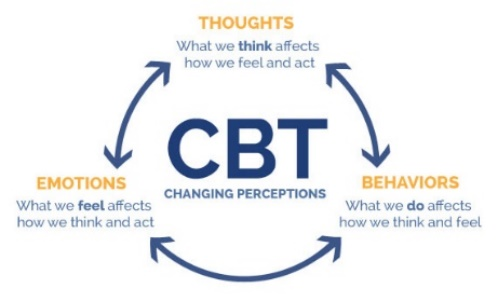 THOUGHTS
What we think affects
how we feel and act
CBT
CHANGING PERCEPTIONS
EMOTIONS
What we feel affects
how we think and act
BEHAVIORS
What we do affects
how we think and feel